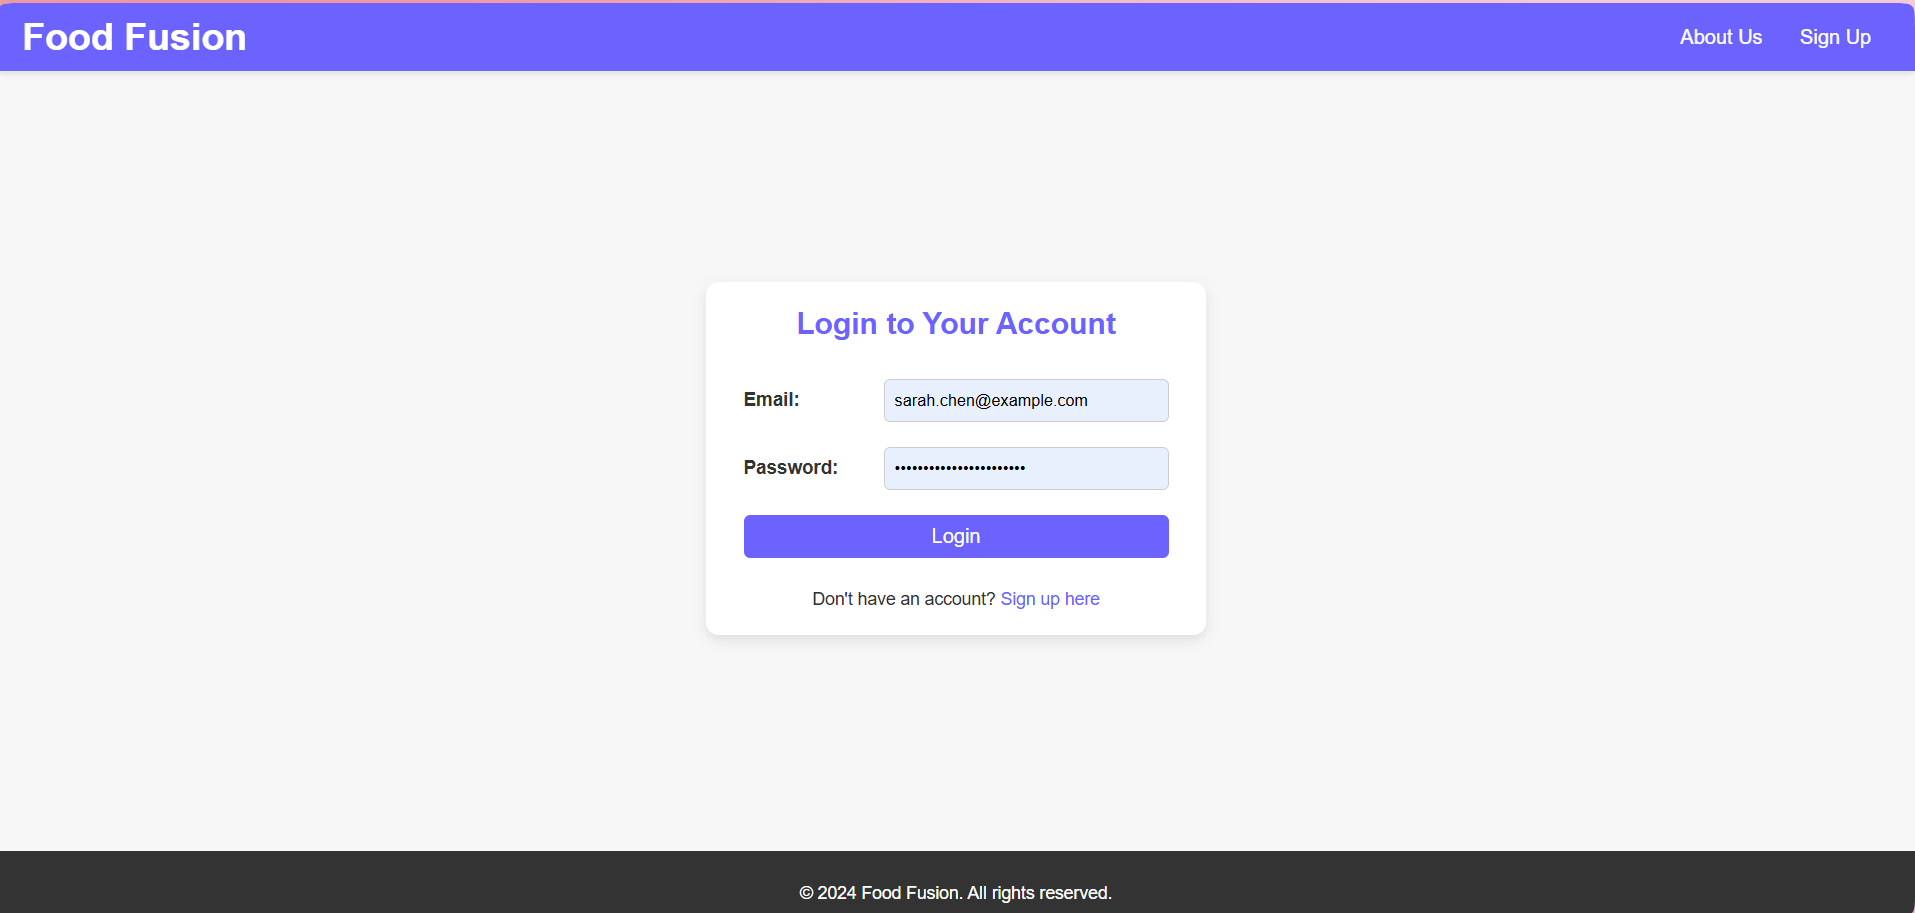 Food Fusion
About Us
Sign Up
Login to Your Account
Email:
sarah.chen@example.com
Password:
•••••••••••••••••••••••
Login
Don't have an account? Sign up here
© 2024 Food Fusion. All rights reserved.